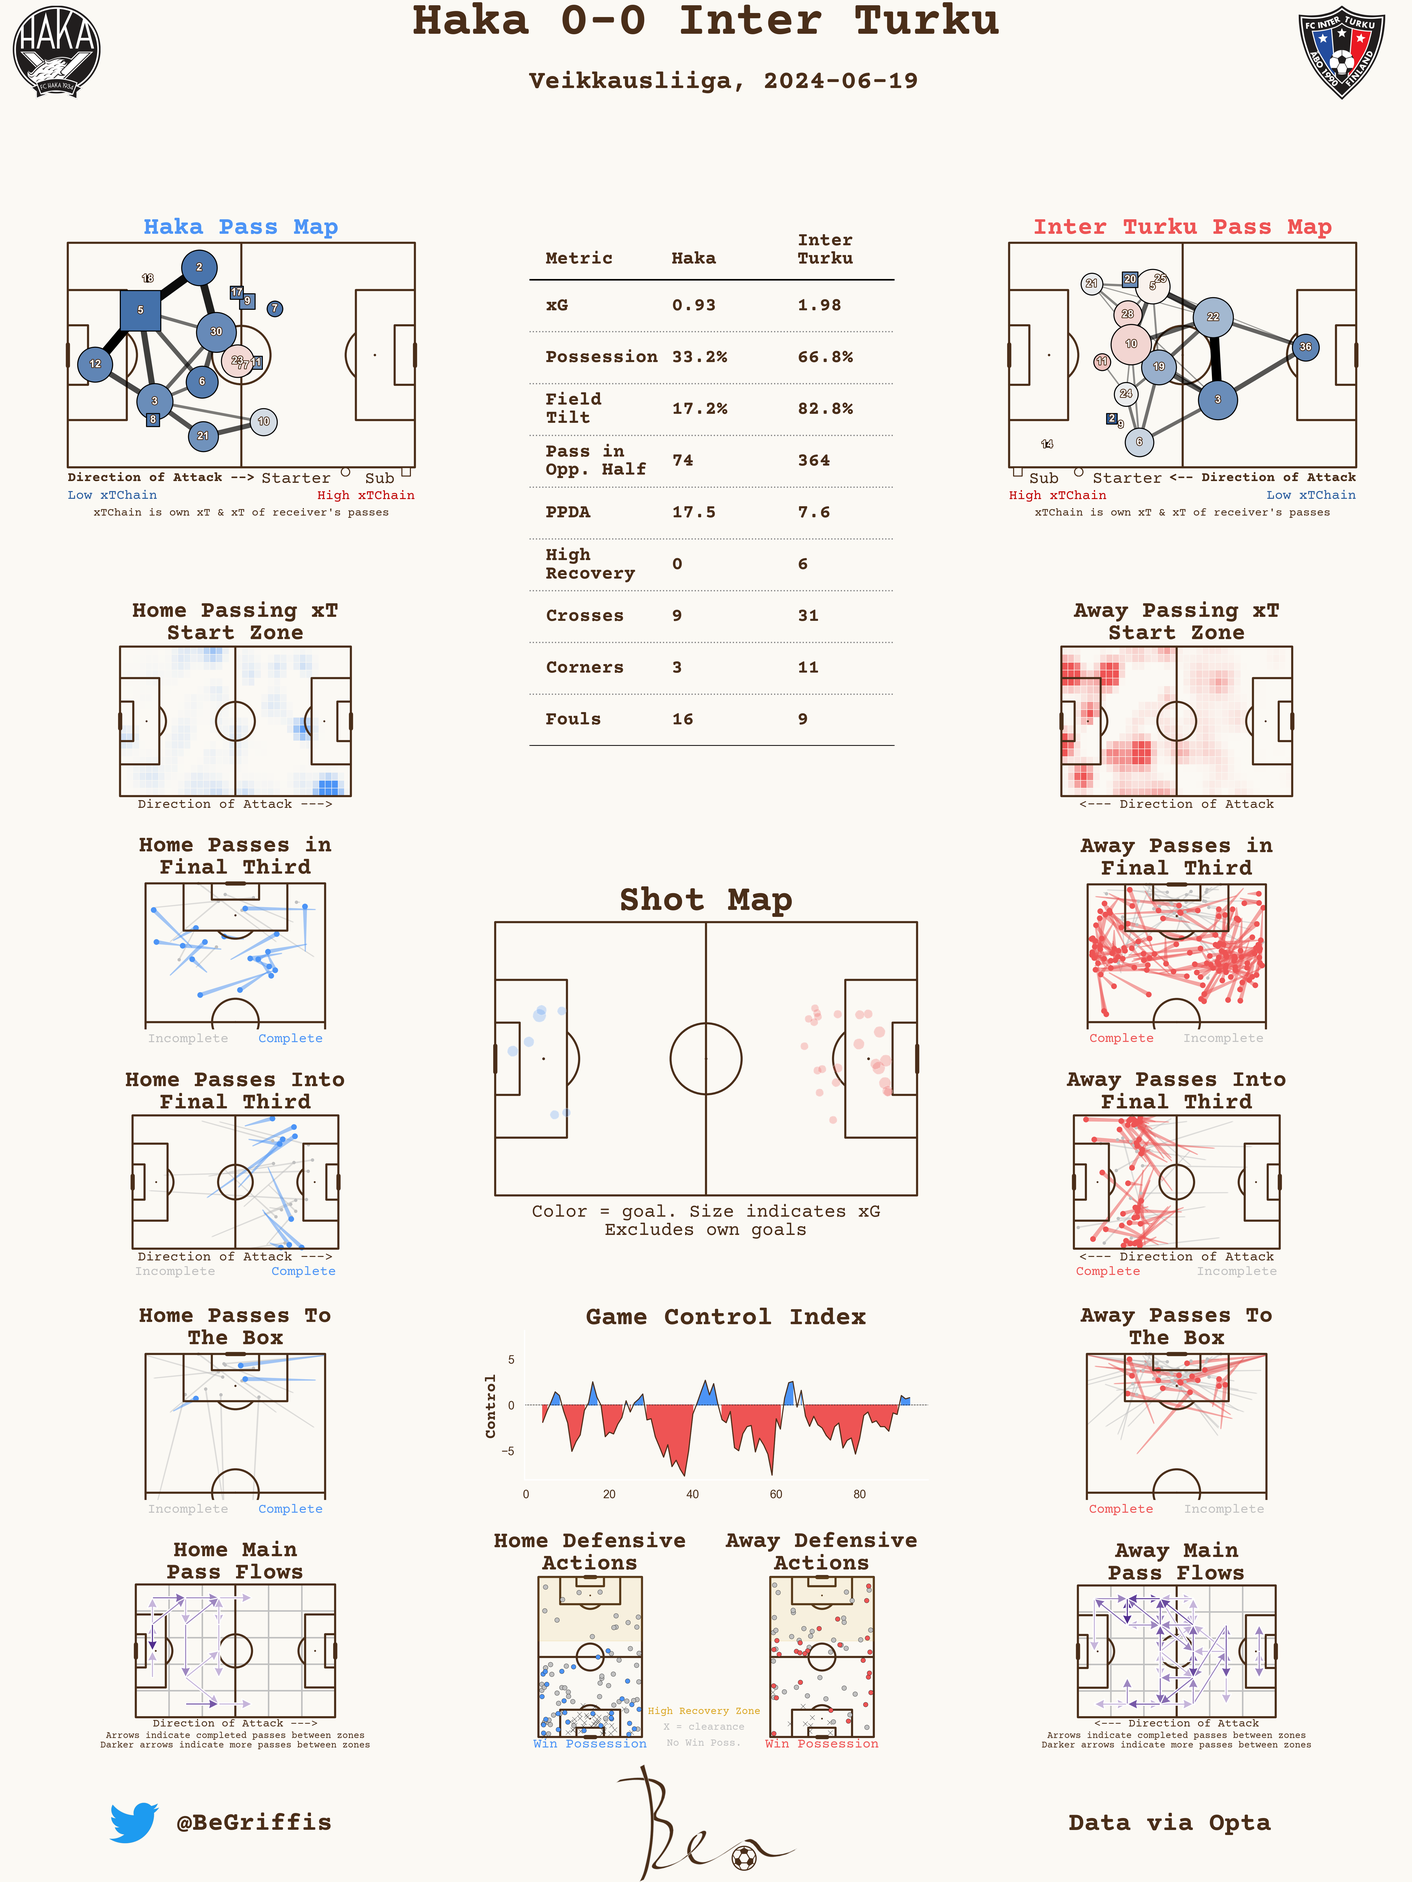 Haka 0-0 Inter Turku
Veikkausliiga, 2024-06-19
HAKA
FC HAKA 1934
FC INTER TURKU
ÅBO 1990 FINLAND
Haka Pass Map
18
2
17
9
7
5
30
23
77
11
12
6
3
8
10
21
Direction of Attack --> Starter Sub
Low xTChain High xTChain
xTChain is own xT & xT of receiver's passes
Metric Haka Inter Turku
xG 0.93 1.98
Possession 33.2% 66.8%
Field Tilt 17.2% 82.8%
Pass in Opp. Half 74 364
PPDA 17.5 7.6
High Recovery 0 6
Crosses 9 31
Corners 3 11
Fouls 16 9
Inter Turku Pass Map
21
20
25
5
28
22
10
36
11
19
24
3
2
9
6
14
Sub Starter <-- Direction of Attack
High xTChain Low xTChain
xTChain is own xT & xT of receiver's passes
Home Passing xT
Start Zone
Direction of Attack --->
Away Passing xT
Start Zone
<--- Direction of Attack
Home Passes in
Final Third
Incomplete Complete
Away Passes in
Final Third
Complete Incomplete
Shot Map
Color = goal. Size indicates xG
Excludes own goals
Home Passes Into
Final Third
Direction of Attack --->
Incomplete Complete
Away Passes Into
Final Third
<--- Direction of Attack
Complete Incomplete
Home Passes To
The Box
Incomplete Complete
Game Control Index
Control
5
0
−5
0 20 40 60 80
Away Passes To
The Box
Complete Incomplete
Home Main
Pass Flows
Direction of Attack --->
Arrows indicate completed passes between zones
Darker arrows indicate more passes between zones
Home Defensive
Actions
Win Possession
High Recovery Zone
X = clearance
No Win Poss.
Away Defensive
Actions
Win Possession
Away Main
Pass Flows
<--- Direction of Attack
Arrows indicate completed passes between zones
Darker arrows indicate more passes between zones
@BeGriffis
Ben
Data via Opta